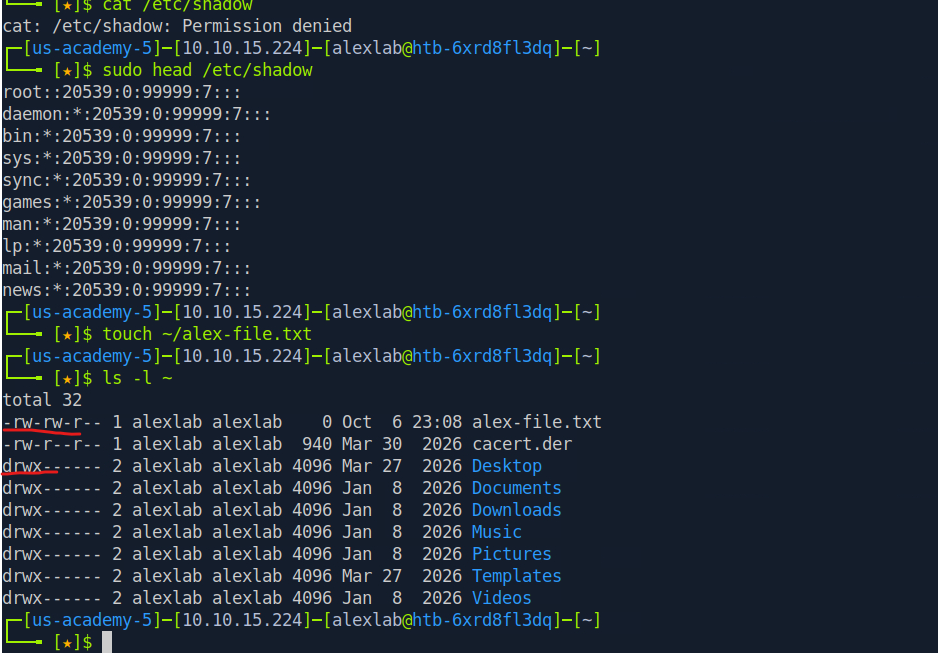 └──╼ [★]$ cat /etc/shadow
cat: /etc/shadow: Permission denied
┌─[us-academy-5]─[10.10.15.224]─[alexlab@htb-6xrd8fl3dq]─[~]
└──╼ [★]$ sudo head /etc/shadow
root::20539:0:99999:7:::
daemon:*:20539:0:99999:7:::
bin:*:20539:0:99999:7:::
sys:*:20539:0:99999:7:::
sync:*:20539:0:99999:7:::
games:*:20539:0:99999:7:::
man:*:20539:0:99999:7:::
lp:*:20539:0:99999:7:::
mail:*:20539:0:99999:7:::
news:*:20539:0:99999:7:::
┌─[us-academy-5]─[10.10.15.224]─[alexlab@htb-6xrd8fl3dq]─[~]
└──╼ [★]$ touch ~/alex-file.txt
┌─[us-academy-5]─[10.10.15.224]─[alexlab@htb-6xrd8fl3dq]─[~]
└──╼ [★]$ ls -l ~
total 32
-rw-rw-r-- 1 alexlab alexlab    0 Oct  6 23:08 alex-file.txt
-rw-r--r-- 1 alexlab alexlab  940 Mar 30  2026 cacert.der
drwx------ 2 alexlab alexlab 4096 Mar 27  2026 Desktop
drwx------ 2 alexlab alexlab 4096 Jan  8  2026 Documents
drwx------ 2 alexlab alexlab 4096 Jan  8  2026 Downloads
drwx------ 2 alexlab alexlab 4096 Jan  8  2026 Music
drwx------ 2 alexlab alexlab 4096 Jan  8  2026 Pictures
drwx------ 2 alexlab alexlab 4096 Mar 27  2026 Templates
drwx------ 2 alexlab alexlab 4096 Jan  8  2026 Videos
┌─[us-academy-5]─[10.10.15.224]─[alexlab@htb-6xrd8fl3dq]─[~]
└──╼ [★]$